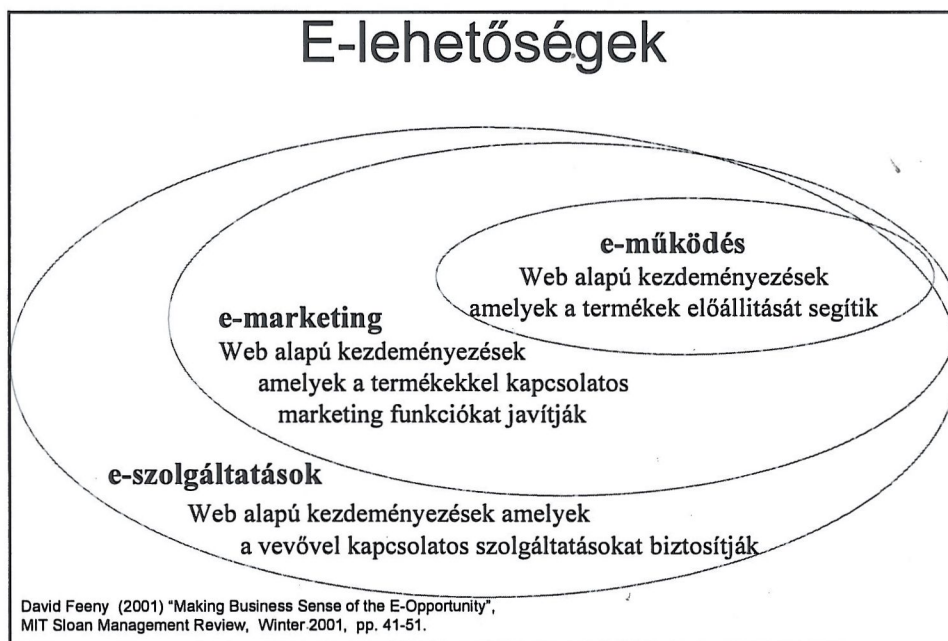 E-lehetőségek
e-működés
Web alapú kezdeményezések
amelyek a termékek előállitását segítik
e-marketing
Web alapú kezdeményezések
amelyek a termékekkel kapcsolatos
marketing funkciókat javítják
e-szolgáltatások
Web alapú kezdeményezések amelyek
a vevővel kapcsolatos szolgáltatásokat biztosítják
David Feeny (2001) “Making Business Sense of the E-Opportunity”,
MIT Sloan Management Review, Winter 2001, pp. 41-51.